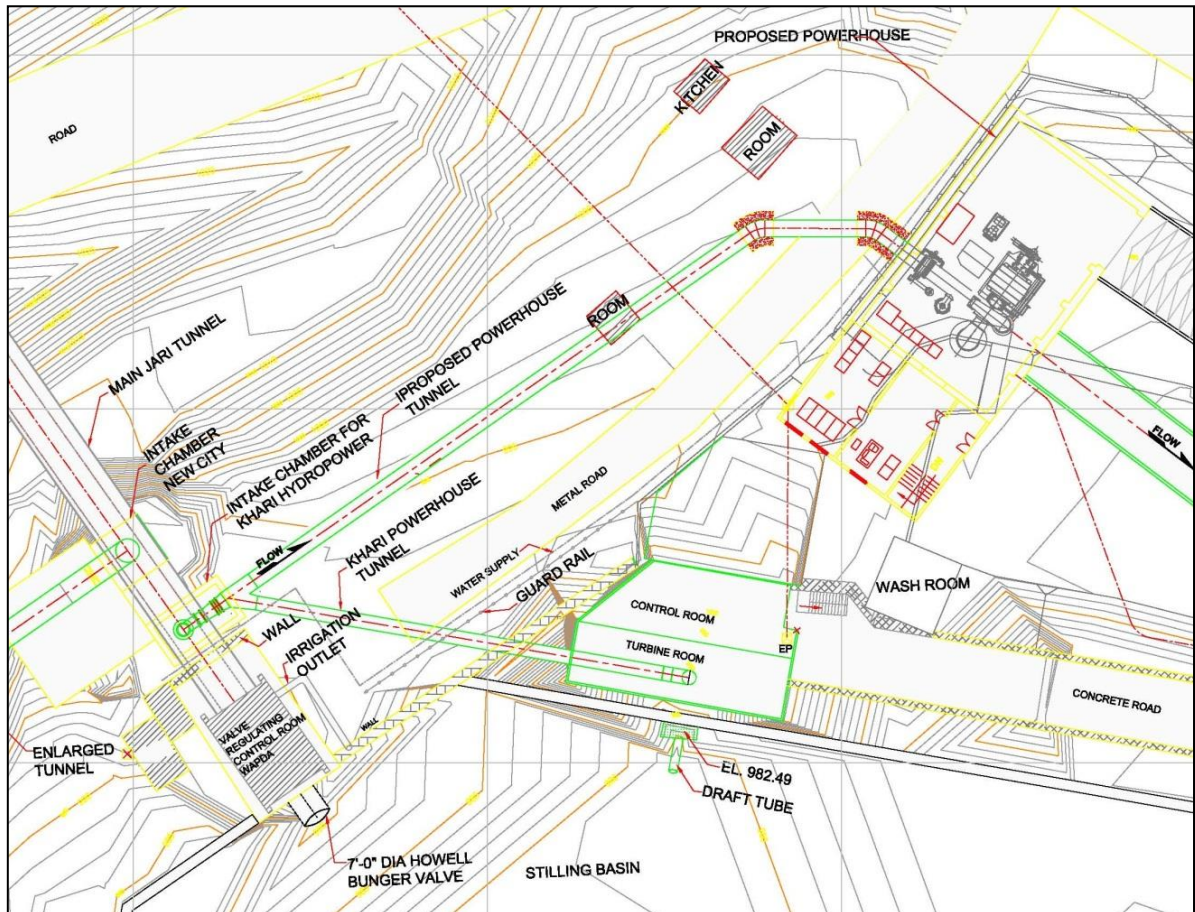 PROPOSED POWERHOUSE
KITCHEN
ROOM
ROAD
ROOM
MAIN JARI TUNNEL
IPROPOSED POWERHOUSE
TUNNEL
INTAKE
CHAMBER
NEW CITY
INTAKE CHAMBER FOR
KHARI HYDROPOWER
FLOW
KHARI POWERHOUSE
TUNNEL
METAL ROAD
FLOW
WATER SUPPLY
GUARD RAIL
WASH ROOM
CONTROL ROOM
WALL
IRRIGATION
OUTLET
TURBINE ROOM
EP
CONCRETE ROAD
WALL
VALVE
REGULATING
CONTROL ROOM
WAPDA
ENLARGED
TUNNEL
EL. 982.49
DRAFT TUBE
7'-0" DIA HOWELL
BUNGER VALVE
STILLING BASIN